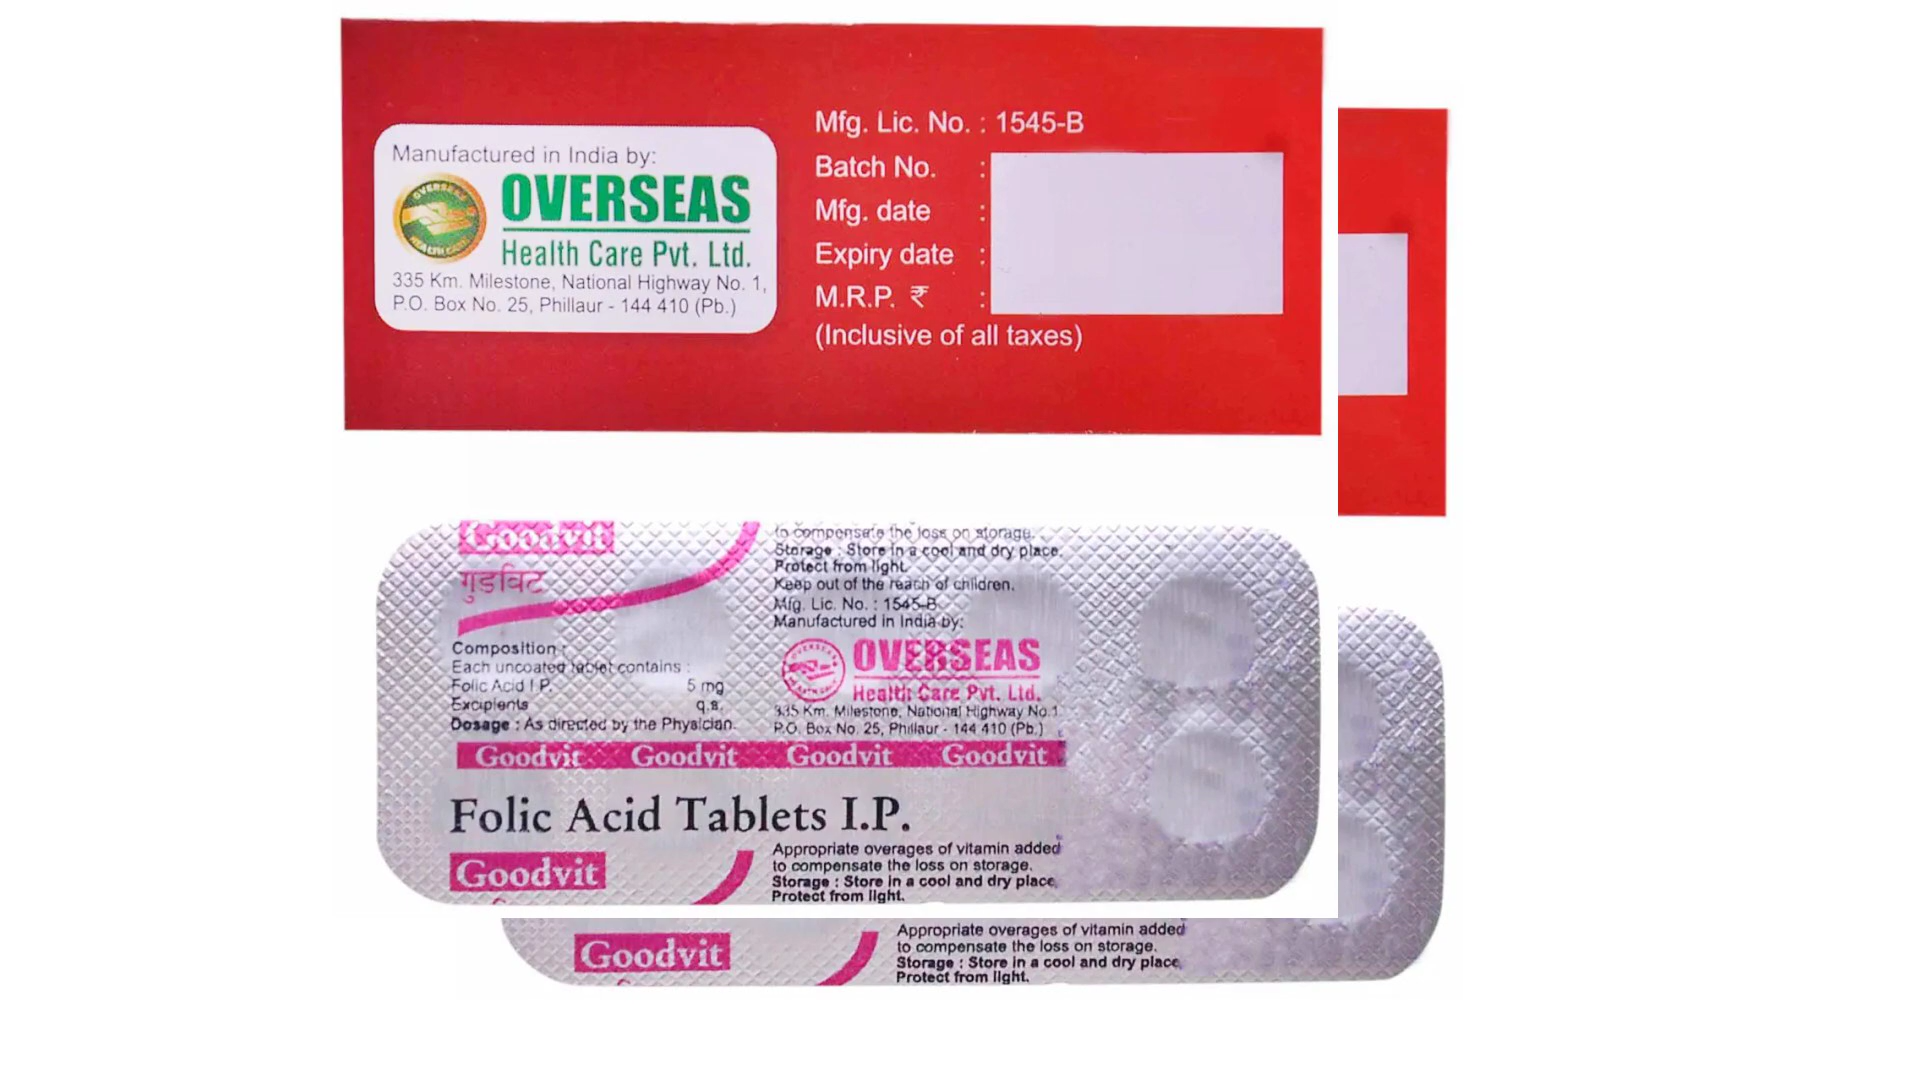 Manufactured in India by:
OVERSEAS
HEALTH CARE
OVERSEAS
Health Care Pvt. Ltd.
335 Km. Milestone, National Highway No. 1,
P.O. Box No. 25, Phillaur - 144 410 (Pb.)
Mfg. Lic. No. : 1545-B
Batch No. :
Mfg. date :
Expiry date :
M.R.P. ₹ :
(Inclusive of all taxes)
Goodvit
गुडविट
Composition :
Each uncoated tablet contains :
Folic Acid I.P. 5 mg
Excipients q.s.
Dosage : As directed by the Physician.
to compensate the loss on storage.
Storage : Store in a cool and dry place.
Protect from light.
Keep out of the reach of children.
Mfg. Lic. No. : 1545-B
Manufactured in India by:
OVERSEAS
OVERSEAS
Health Care Pvt. Ltd.
335 Km. Milestone, National Highway No.1
P.O. Box No. 25, Phillaur - 144 410 (Pb.)
Goodvit Goodvit Goodvit Goodvit
Folic Acid Tablets I.P.
Goodvit
Appropriate overages of vitamin added
to compensate the loss on storage.
Storage : Store in a cool and dry place.
Protect from light.
Goodvit
Appropriate overages of vitamin added
to compensate the loss on storage.
Storage : Store in a cool and dry place.
Protect from light.